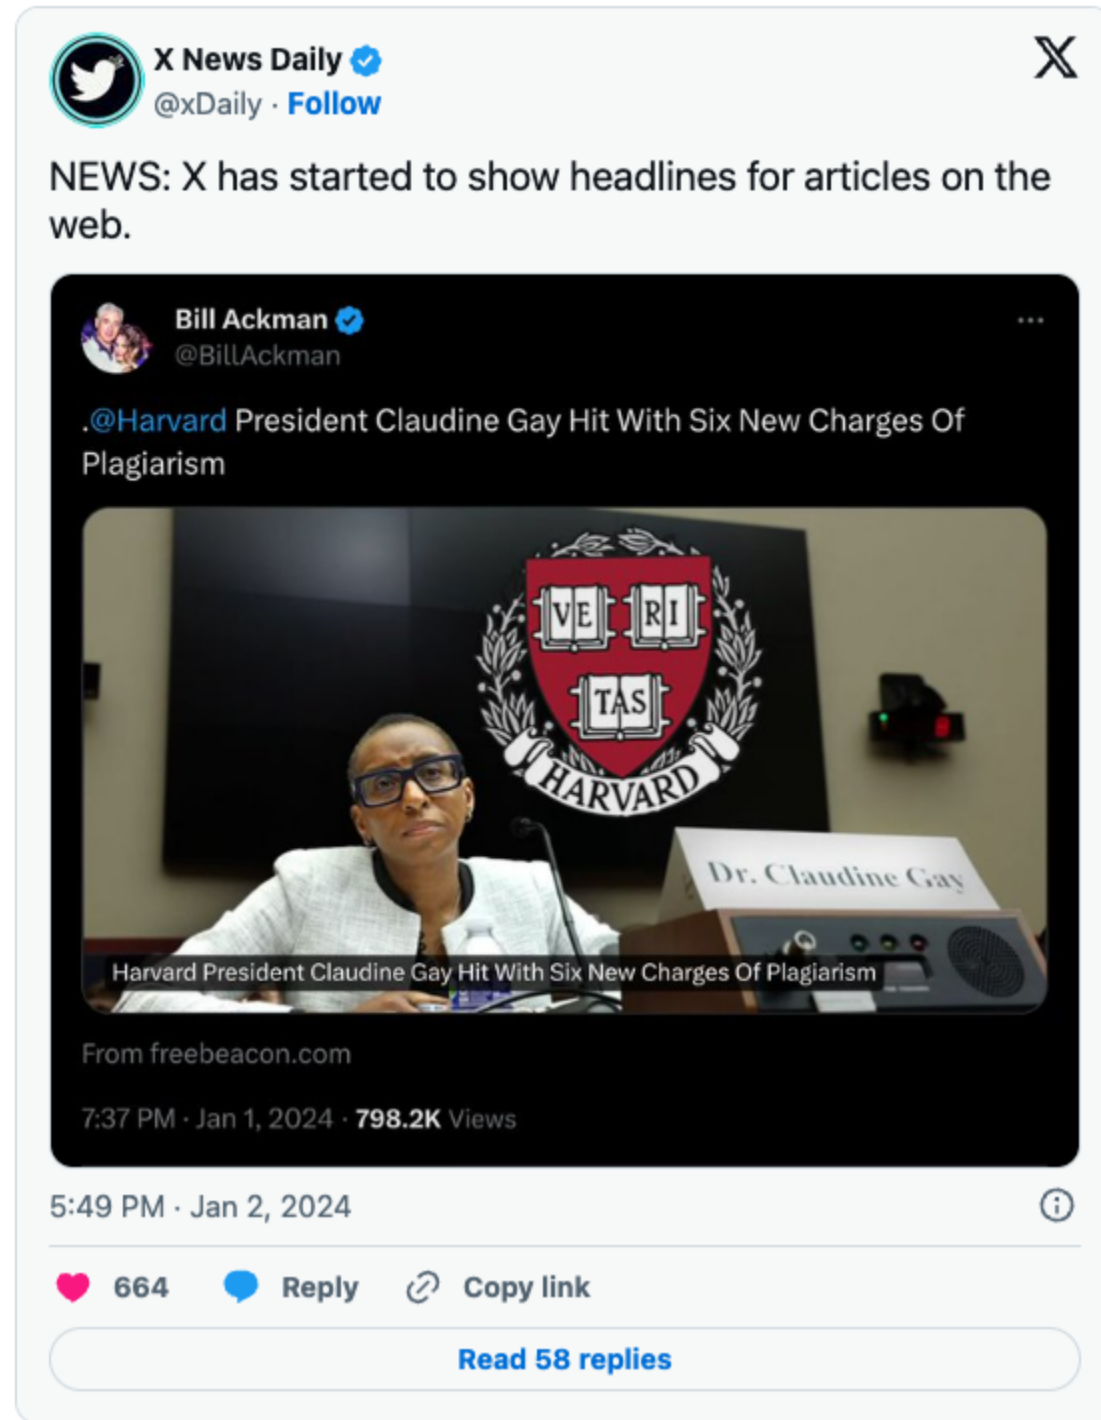 X News Daily
@xDaily · Follow
X
NEWS: X has started to show headlines for articles on the
web.
Bill Ackman
@BillAckman
.@Harvard President Claudine Gay Hit With Six New Charges Of
Plagiarism
VE RI
TAS
HARVARD
Dr. Claudine Gay
Harvard President Claudine Gay Hit With Six New Charges Of Plagiarism
From freebeacon.com
7:37 PM · Jan 1, 2024 · 798.2K Views
5:49 PM · Jan 2, 2024
664 Reply Copy link
Read 58 replies